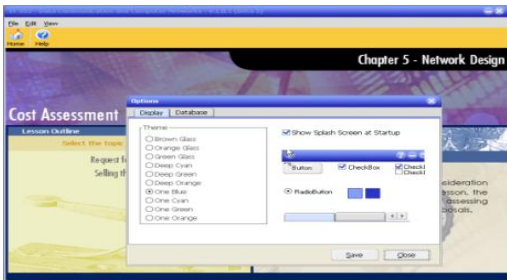 File Edit View
Home Help
Chapter 5 - Network Design
Cost Assessment
Lesson Outline
Select the topic
Request f
Selling th
Options
Display Database
Theme
Brown Glass
Orange Glass
Green Glass
Deep Cyan
Deep Green
Deep Orange
One Blue
One Cyan
One Green
One Orange
Show Splash Screen at Startup
Button
CheckBox
Checkl
Checkl
RadioButton
sideration
esson, the
assessing
posals.
Save Close